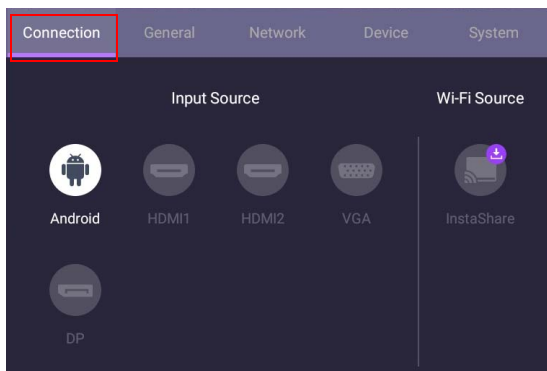 Connection General Network Device System
Input Source Wi-Fi Source
Android HDMI1 HDMI2 VGA InstaShare
DP